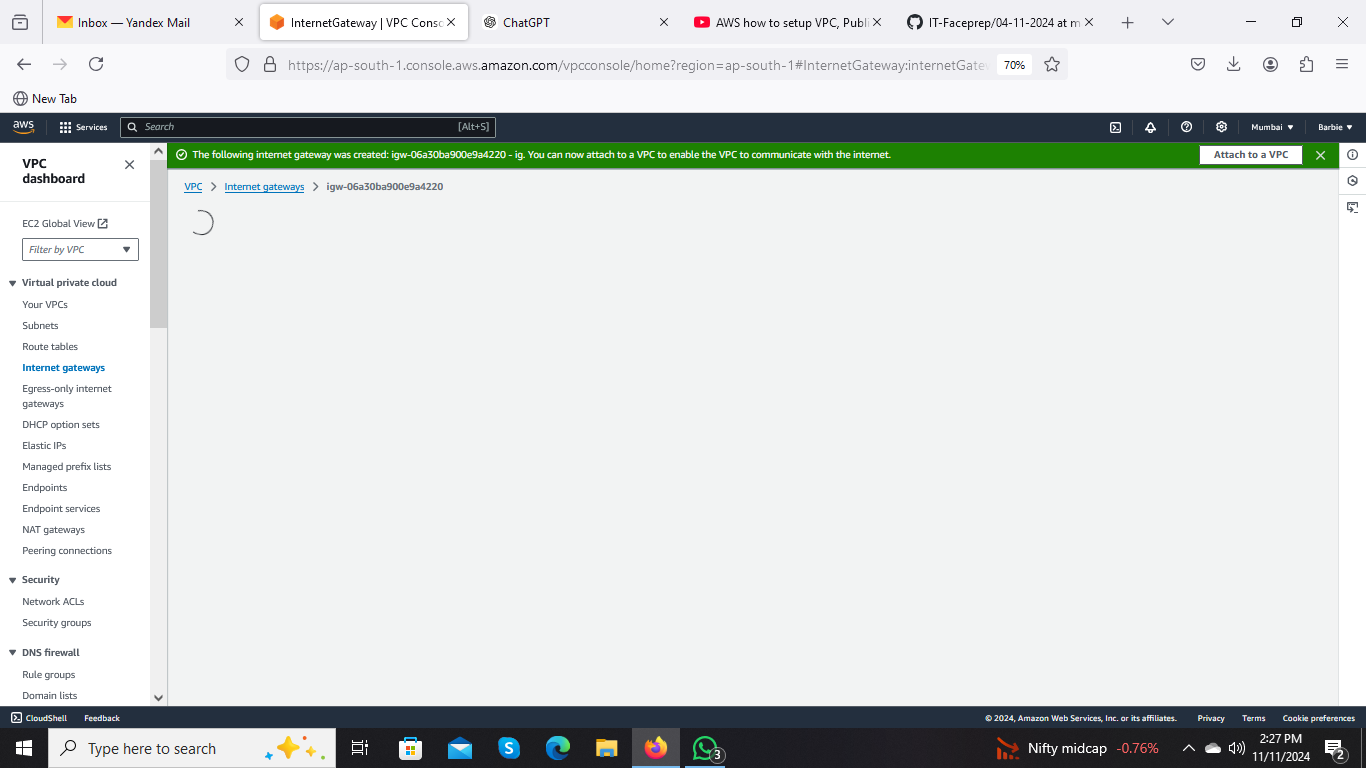 Inbox — Yandex Mail
InternetGateway | VPC Consc
ChatGPT
AWS how to setup VPC, Publi
IT-Faceprep/04-11-2024 at m
https://ap-south-1.console.aws.amazon.com/vpcconsole/home?region=ap-south-1#InternetGateway:internetGatew
70%
New Tab
aws
Services
Search
[Alt+S]
Mumbai
Barbie
VPC dashboard
The following internet gateway was created: igw-06a30ba900e9a4220 - ig. You can now attach to a VPC to enable the VPC to communicate with the internet.
Attach to a VPC
VPC
Internet gateways
igw-06a30ba900e9a4220
EC2 Global View
Filter by VPC
Virtual private cloud
Your VPCs
Subnets
Route tables
Internet gateways
Egress-only internet
gateways
DHCP option sets
Elastic IPs
Managed prefix lists
Endpoints
Endpoint services
NAT gateways
Peering connections
Security
Network ACLs
Security groups
DNS firewall
Rule groups
Domain lists
CloudShell
Feedback
© 2024, Amazon Web Services, Inc. or its affiliates.
Privacy
Terms
Cookie preferences
Type here to search
3
Nifty midcap
-0.76%
2:27 PM
11/11/2024
2